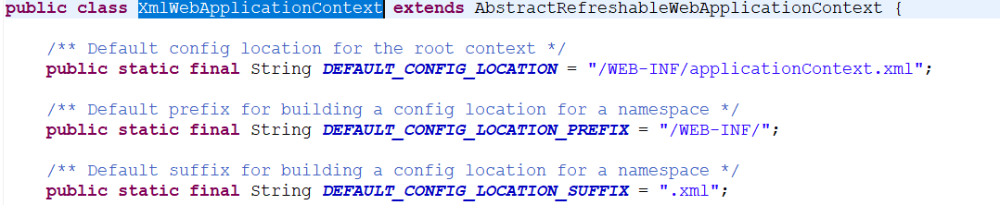 public class XmlWebApplicationContext extends AbstractRefreshableWebApplicationContext {
/** Default config location for the root context */
public static final String DEFAULT_CONFIG_LOCATION = "/WEB-INF/applicationContext.xml";
/** Default prefix for building a config location for a namespace */
public static final String DEFAULT_CONFIG_LOCATION_PREFIX = "/WEB-INF/";
/** Default suffix for building a config location for a namespace */
public static final String DEFAULT_CONFIG_LOCATION_SUFFIX = ".xml";